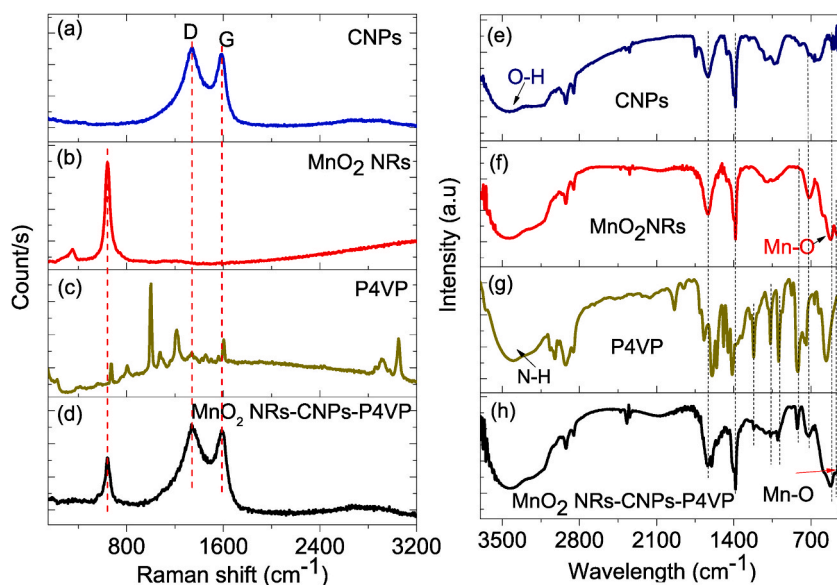 (a)
D
G
CNPs
(b)
MnO2 NRs
(c)
P4VP
(d)
MnO2 NRs-CNPs-P4VP
Count/s
800
1600
2400
3200
Raman shift (cm-1)
(e)
O-H
CNPs
(f)
MnO2NRs
Mn-O
(g)
P4VP
N-H
(h)
Mn-O
MnO2 NRs-CNPs-P4VP
Intensity (a.u)
3500
2800
2100
1400
700
Wavelength (cm-1)